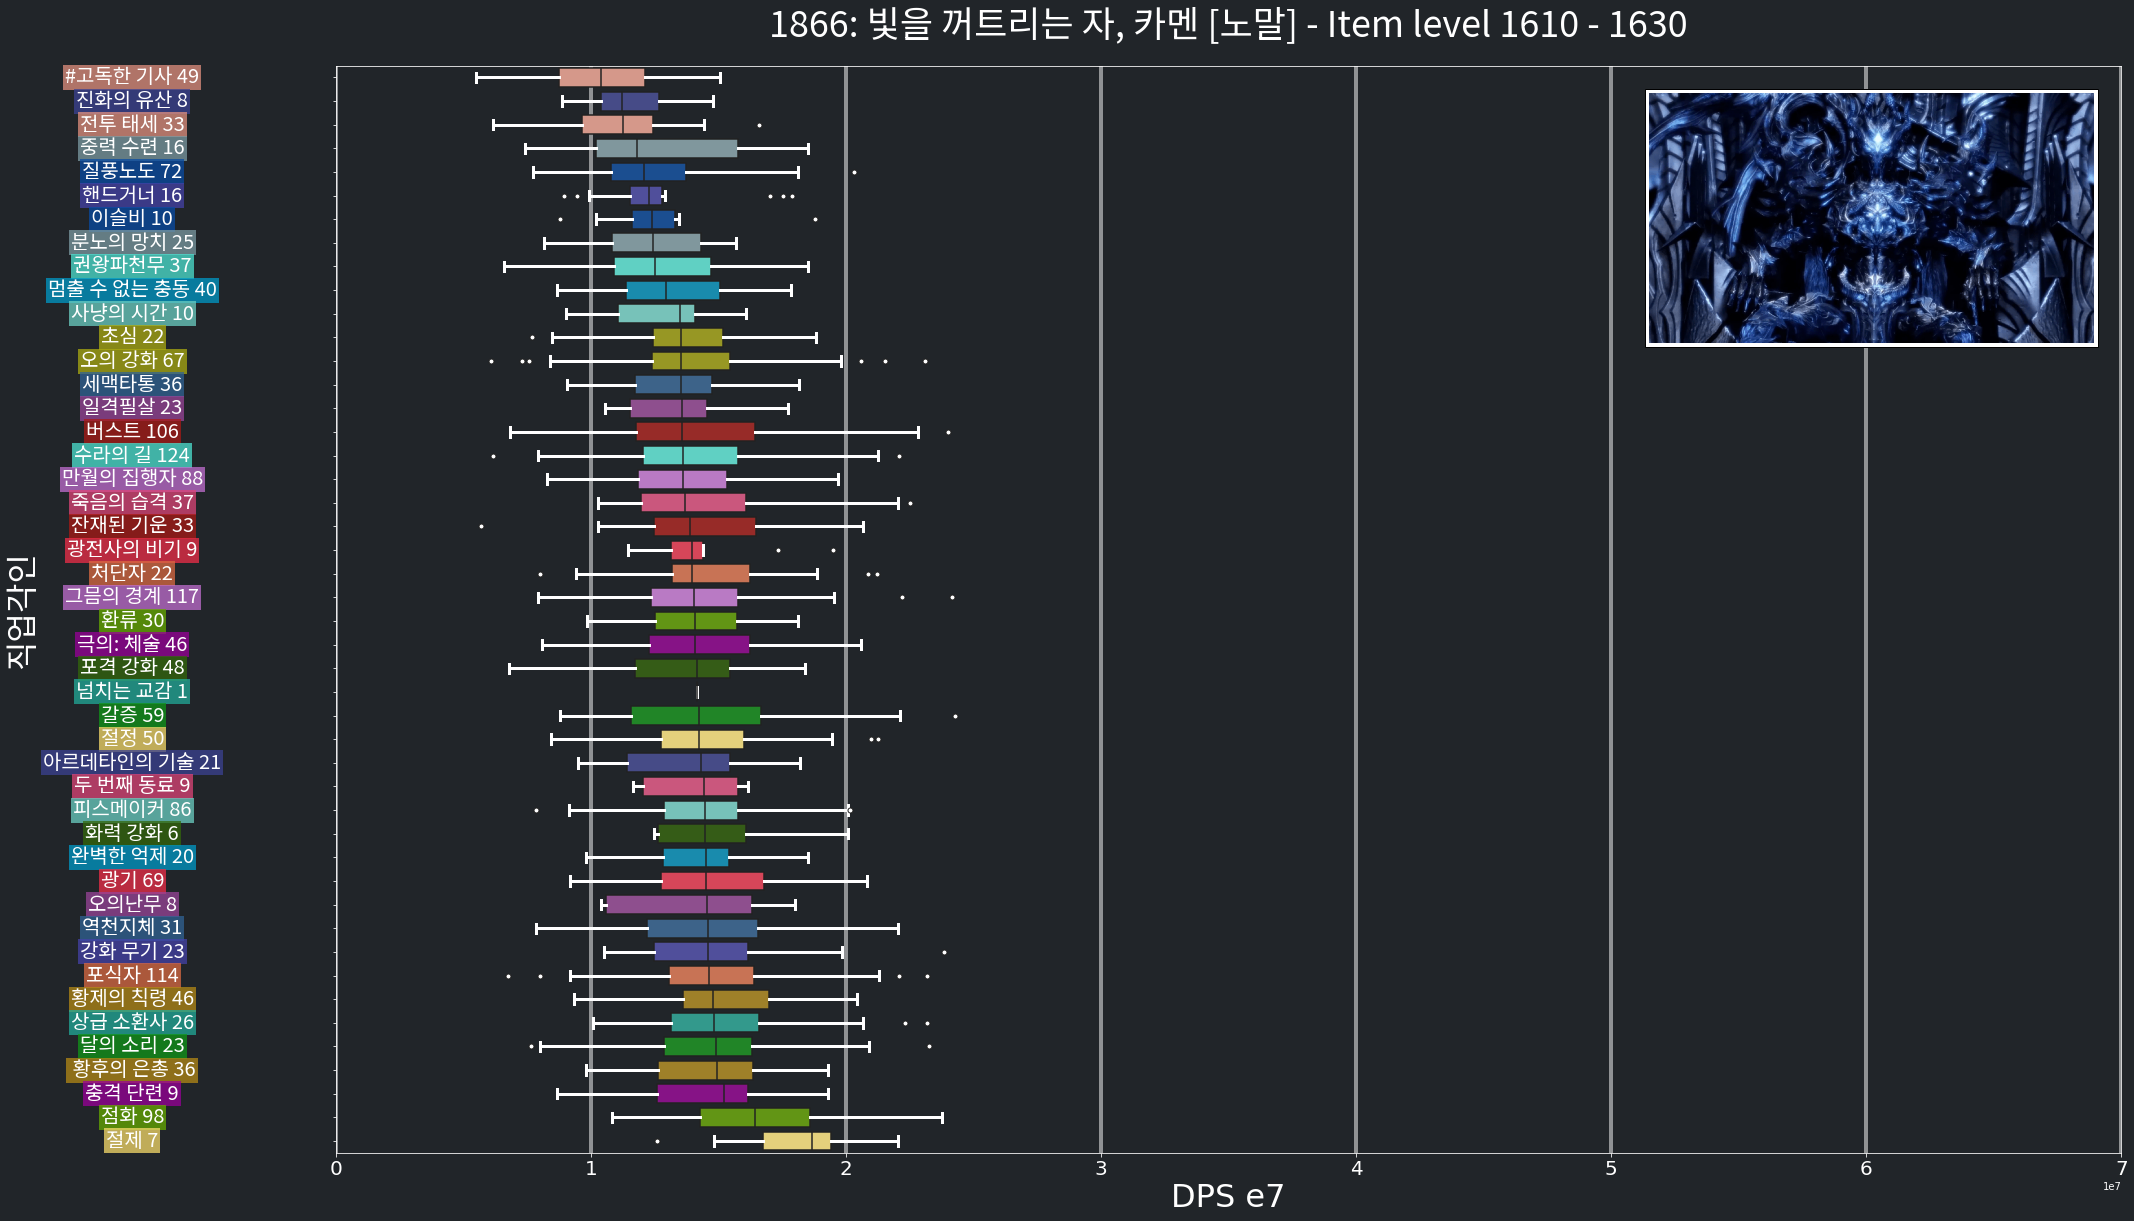 1866: 빛을 꺼트리는 자, 카멘 [노말] - Item level 1610 - 1630
#고독한 기사 49
진화의 유산 8
전투 태세 33
중력 수련 16
질풍노도 72
핸드거너 16
이슬비 10
분노의 망치 25
권왕파천무 37
멈출 수 없는 충동 40
사냥의 시간 10
초심 22
오의 강화 67
세맥타통 36
일격필살 23
버스트 106
수라의 길 124
만월의 집행자 88
죽음의 습격 37
잔재된 기운 33
광전사의 비기 9
처단자 22
그믐의 경계 117
환류 30
극의: 체술 46
포격 강화 48
넘치는 교감 1
갈증 59
절정 50
아르데타인의 기술 21
두 번째 동료 9
피스메이커 86
화력 강화 6
완벽한 억제 20
광기 69
오의난무 8
역천지체 31
강화 무기 23
포식자 114
황제의 칙령 46
상급 소환사 26
달의 소리 23
황후의 은총 36
충격 단련 9
점화 98
절제 7
직업각인
0 1 2 3 4 5 6 7
1e7
DPS e7